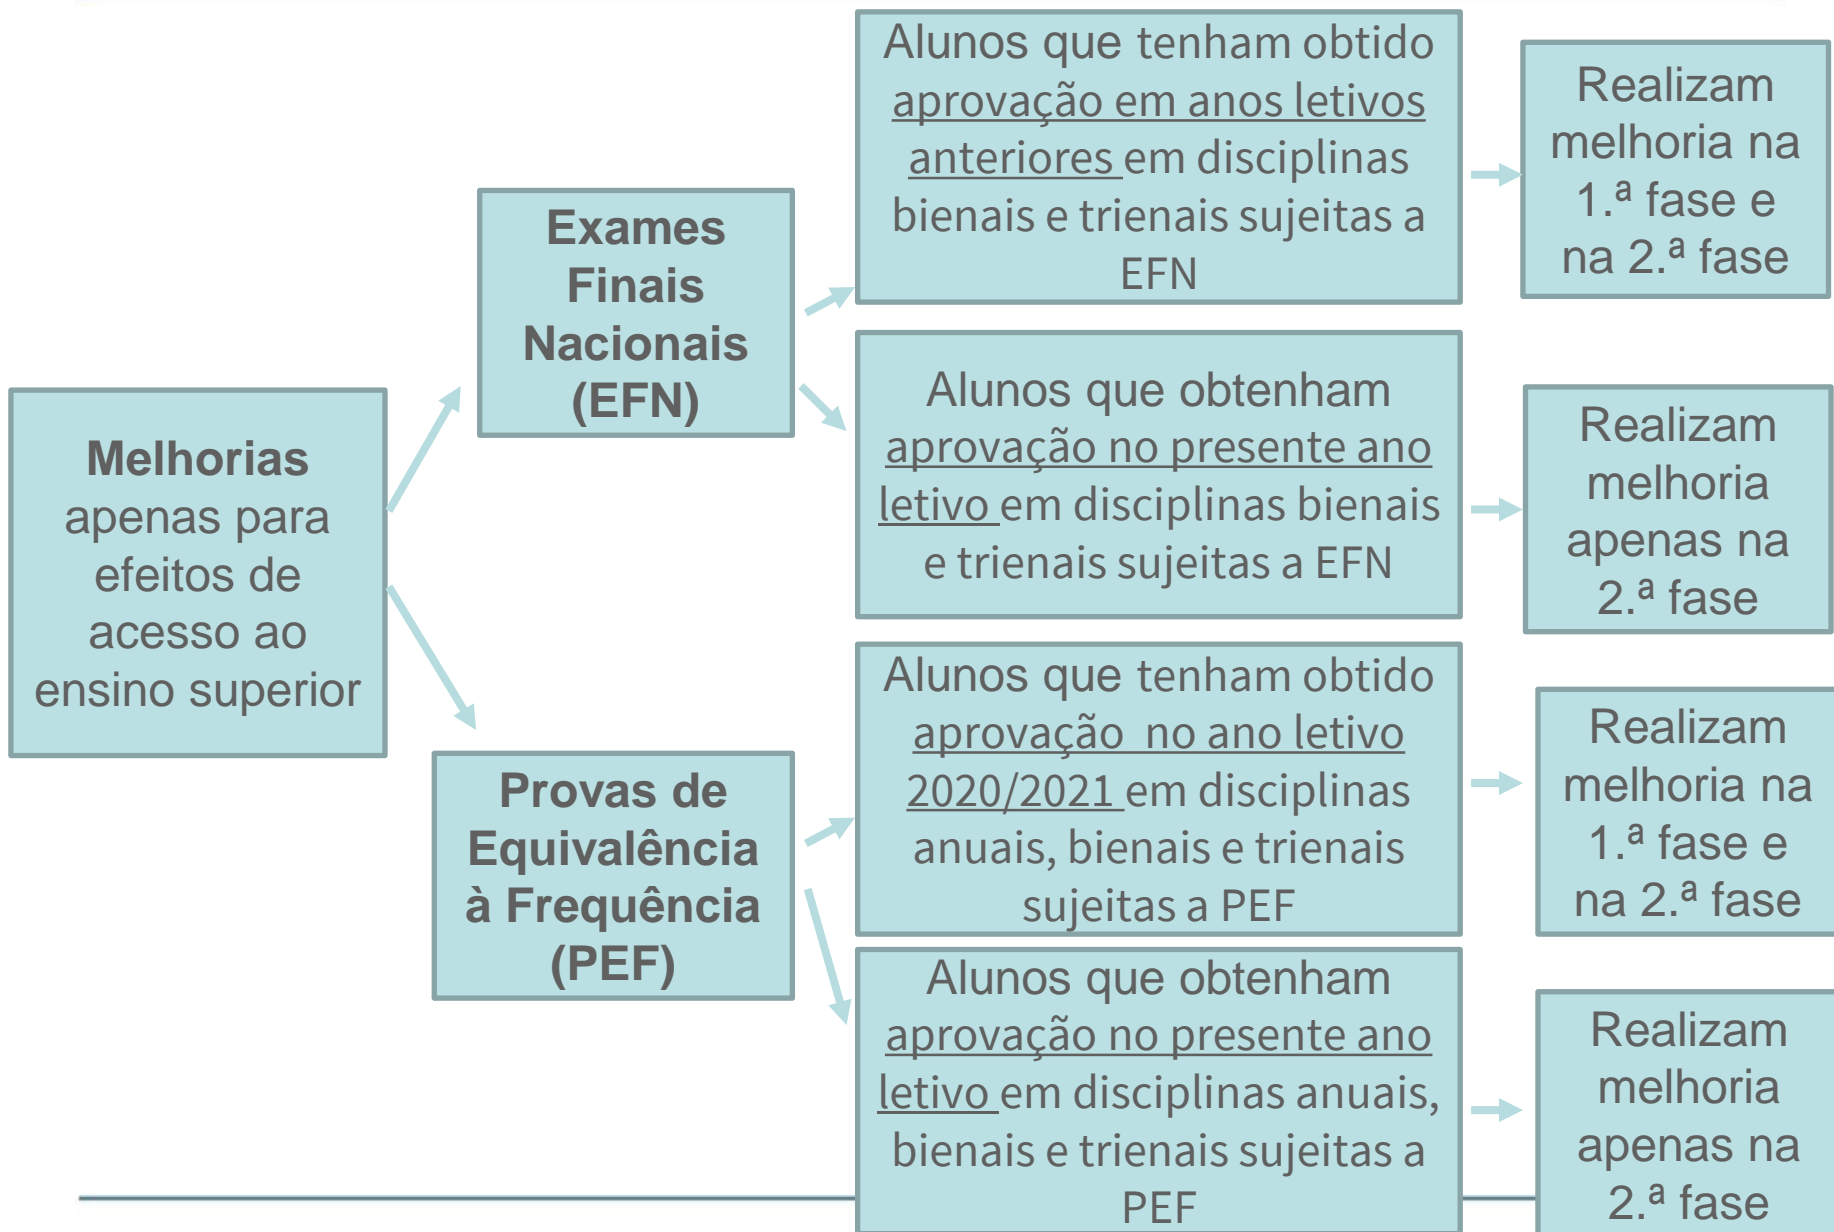 Melhorias
apenas para
efeitos de
acesso ao
ensino superior
Exames
Finais
Nacionais
(EFN)
Alunos que tenham obtido
aprovação em anos letivos
anteriores em disciplinas
bienais e trienais sujeitas a
EFN
Realizam
melhoria na
1.ª fase e
na 2.ª fase
Alunos que obtenham
aprovação no presente ano
letivo em disciplinas bienais
e trienais sujeitas a EFN
Realizam
melhoria
apenas na
2.ª fase
Provas de
Equivalência
à Frequência
(PEF)
Alunos que tenham obtido
aprovação  no ano letivo
2020/2021 em disciplinas
anuais, bienais e trienais
sujeitas a PEF
Realizam
melhoria na
1.ª fase e
na 2.ª fase
Alunos que obtenham
aprovação no presente ano
letivo em disciplinas anuais,
bienais e trienais sujeitas a
PEF
Realizam
melhoria
apenas na
2.ª fase